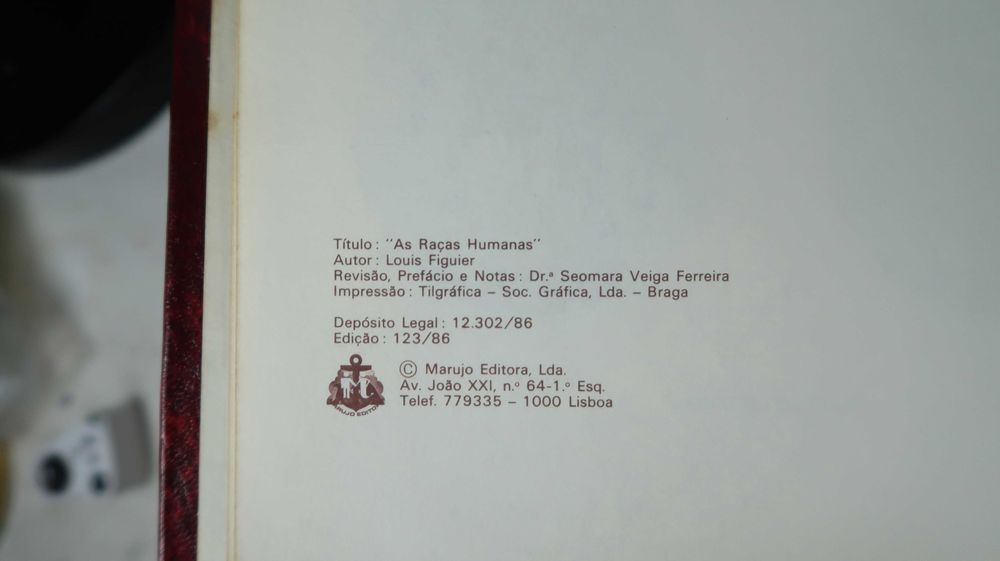 Título : "As Raças Humanas"
Autor : Louis Figuier
Revisão, Prefácio e Notas : Dr.ª Seomara Veiga Ferreira
Impressão : Tilgráfica – Soc. Gráfica, Lda. – Braga
Depósito Legal : 12.302/86
Edição : 123/86
© Marujo Editora, Lda.
Av. João XXI, n.º 64-1.º Esq.
Telef. 779335 – 1000 Lisboa